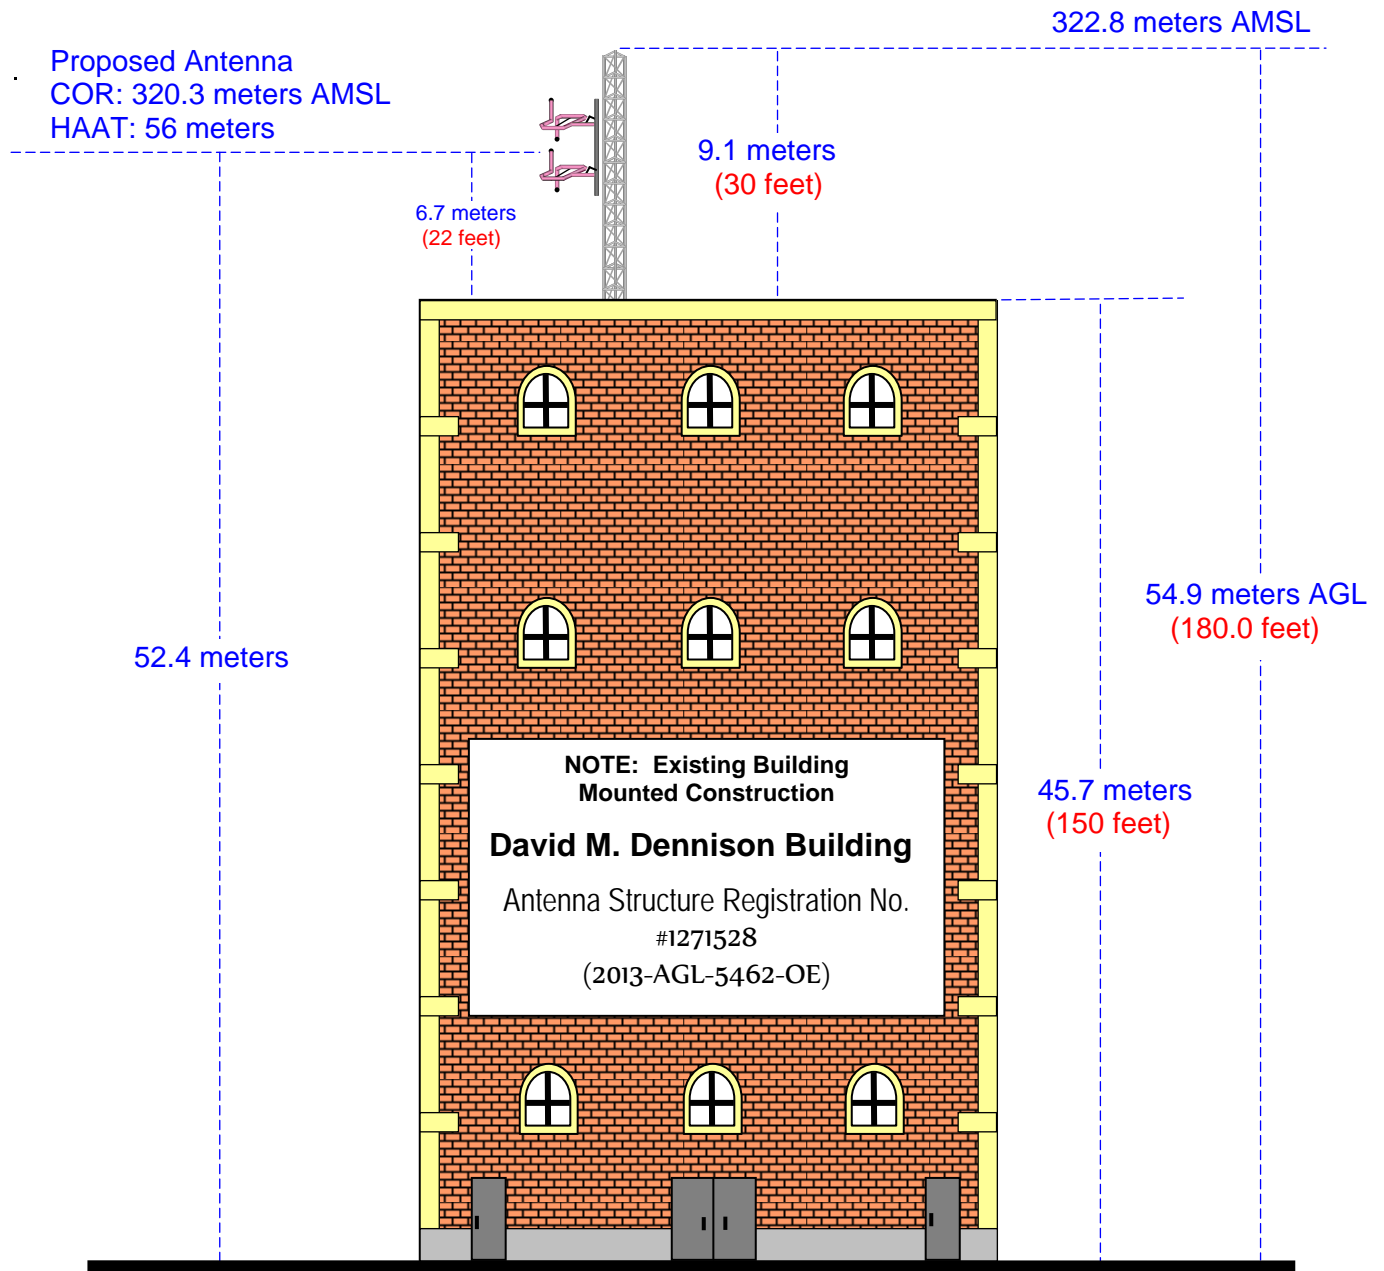 322.8 meters AMSL
Proposed Antenna
COR: 320.3 meters AMSL
HAAT: 56 meters
9.1 meters
(30 feet)
6.7 meters
(22 feet)
54.9 meters AGL
(180.0 feet)
52.4 meters
45.7 meters
(150 feet)
NOTE: Existing Building
Mounted Construction
David M. Dennison Building
Antenna Structure Registration No.
#1271528
(2013-AGL-5462-OE)